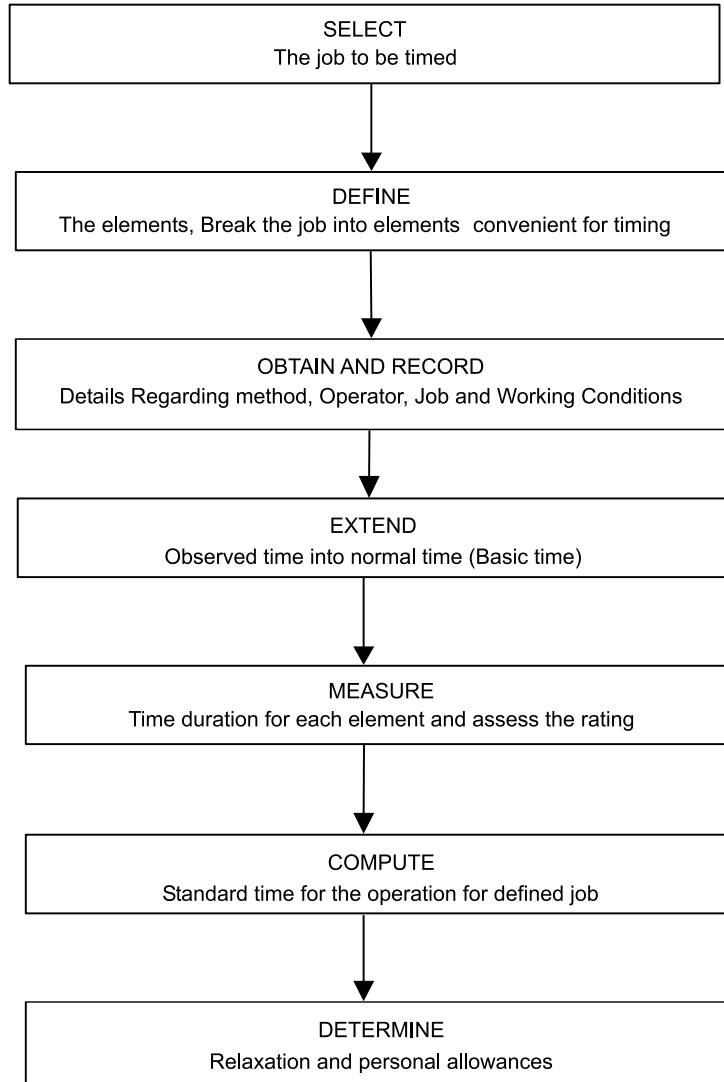 SELECT
The job to be timed
DEFINE
The elements, Break the job into elements convenient for timing
OBTAIN AND RECORD
Details Regarding method, Operator, Job and Working Conditions
EXTEND
Observed time into normal time (Basic time)
MEASURE
Time duration for each element and assess the rating
COMPUTE
Standard time for the operation for defined job
DETERMINE
Relaxation and personal allowances